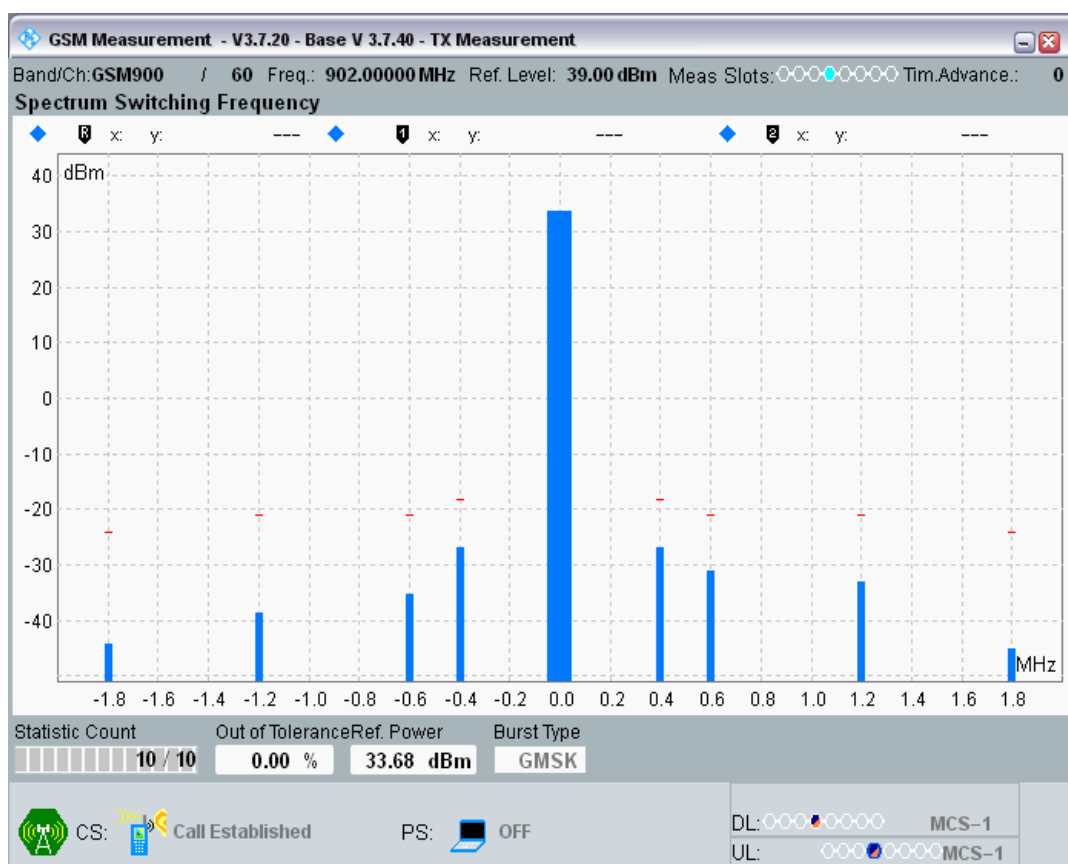 GSM Measurement - V3.7.20 - Base V 3.7.40 - TX Measurement
Band/Ch:GSM900 / 60 Freq.: 902.00000 MHz Ref. Level: 39.00 dBm Meas Slots: Tim.Advance.: 0
Spectrum Switching Frequency
R x: y: --- 1 x: y: --- 2 x: y: ---
dBm
40
30
20
10
0
-10
-20
-30
-40
MHz
-1.8 -1.6 -1.4 -1.2 -1.0 -0.8 -0.6 -0.4 -0.2 0.0 0.2 0.4 0.6 0.8 1.0 1.2 1.4 1.6 1.8
Statistic Count Out of Tolerance Ref. Power Burst Type
10 / 10 0.00 % 33.68 dBm GMSK
CS: Call Established PS: OFF
DL: MCS-1
UL: MCS-1